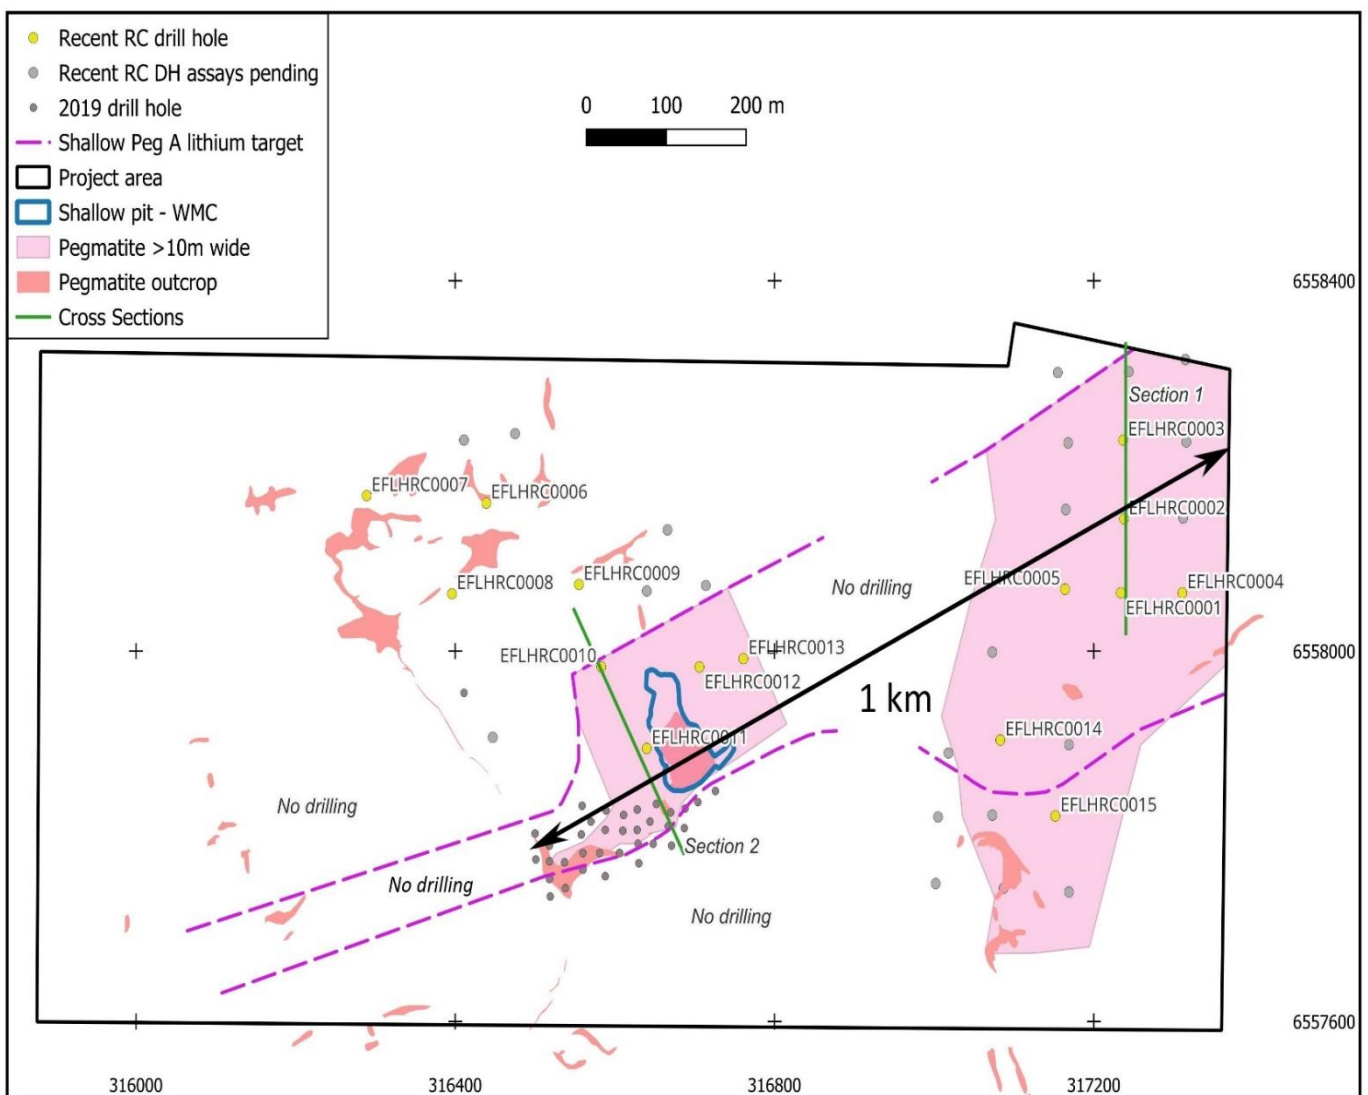 Recent RC drill hole
Recent RC DH assays pending
2019 drill hole
Shallow Peg A lithium target
Project area
Shallow pit - WMC
Pegmatite >10m wide
Pegmatite outcrop
Cross Sections
0 100 200 m
6558400
Section 1
EFLHRC0003
EFLHRC0007
EFLHRC0006
EFLHRC0002
EFLHRC0008
EFLHRC0009
No drilling
EFLHRC0005
EFLHRC0004
EFLHRC0001
EFLHRC0010
EFLHRC0013
6558000
EFLHRC0012
1 km
EFLHRC0011
EFLHRC0014
No drilling
EFLHRC0015
Section 2
No drilling
No drilling
6557600
316000 316400 316800 317200